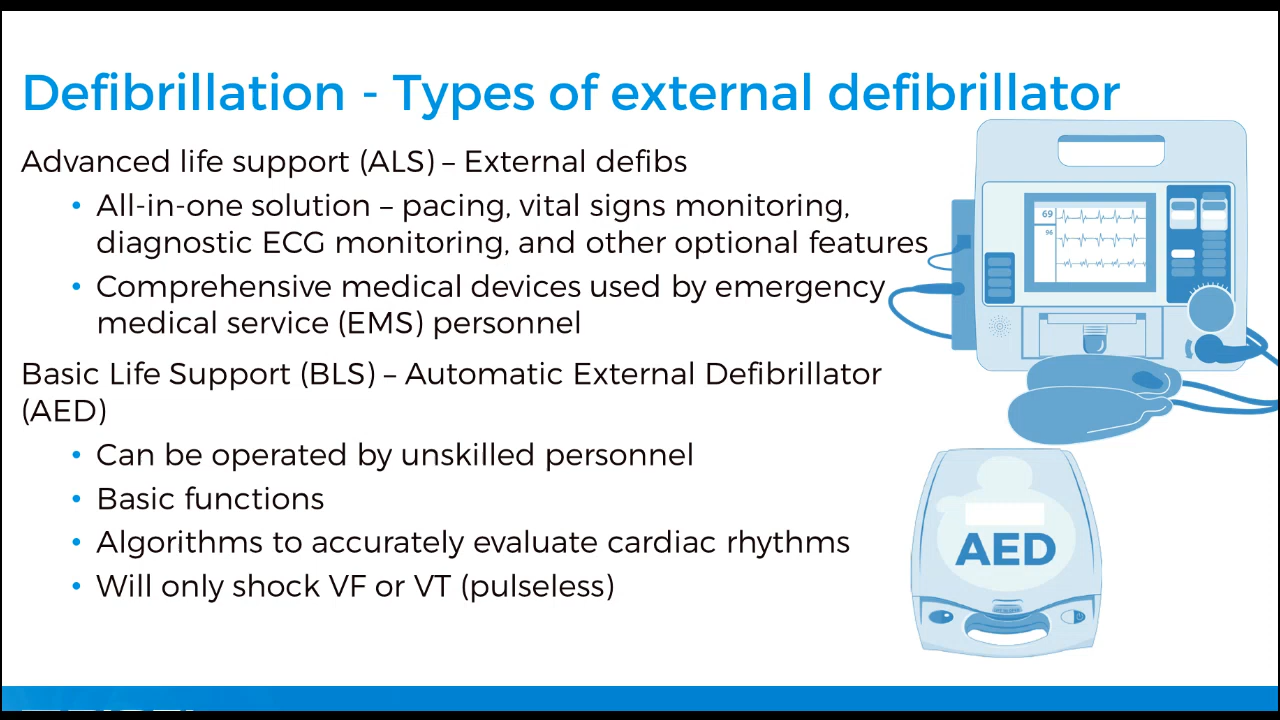 Defibrillation - Types of external defibrillator
Advanced life support (ALS) – External defibs
• All-in-one solution – pacing, vital signs monitoring,
diagnostic ECG monitoring, and other optional features
• Comprehensive medical devices used by emergency
medical service (EMS) personnel
69
96
Basic Life Support (BLS) – Automatic External Defibrillator
(AED)
• Can be operated by unskilled personnel
• Basic functions
• Algorithms to accurately evaluate cardiac rhythms
• Will only shock VF or VT (pulseless)
AED